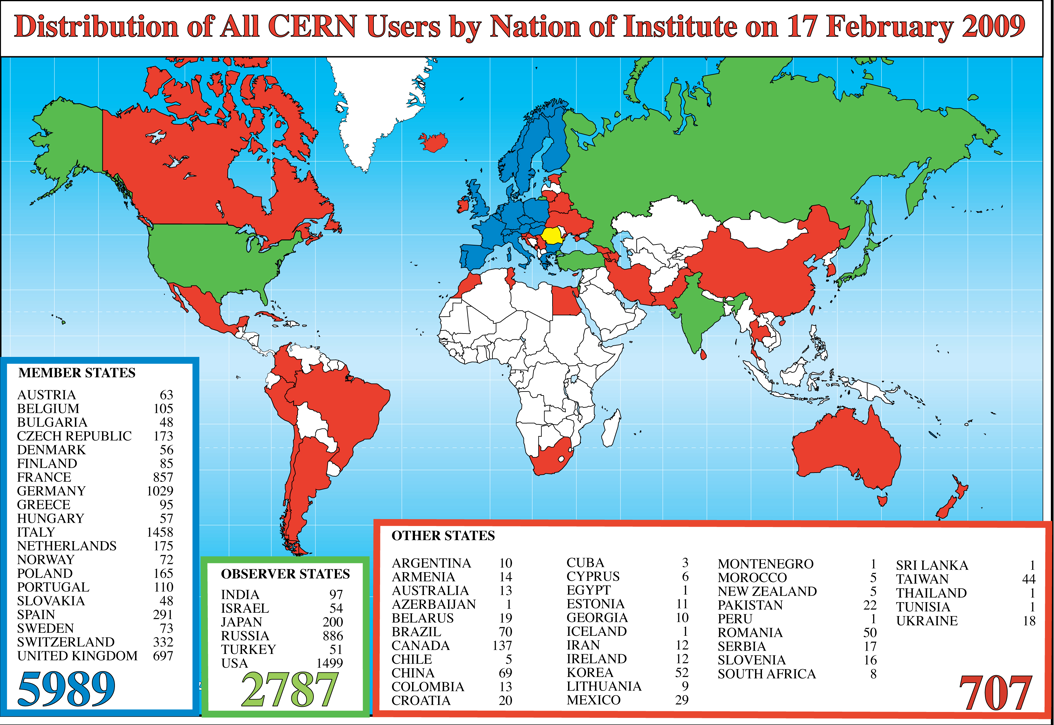 Distribution of All CERN Users by Nation of Institute on 17 February 2009
MEMBER STATES
AUSTRIA 63
BELGIUM 105
BULGARIA 48
CZECH REPUBLIC 173
DENMARK 56
FINLAND 85
FRANCE 857
GERMANY 1029
GREECE 95
HUNGARY 57
ITALY 1458
NETHERLANDS 175
NORWAY 72
POLAND 165
PORTUGAL 110
SLOVAKIA 48
SPAIN 291
SWEDEN 73
SWITZERLAND 332
UNITED KINGDOM 697
5989
OBSERVER STATES
INDIA 97
ISRAEL 54
JAPAN 200
RUSSIA 886
TURKEY 51
USA 1499
2787
OTHER STATES
ARGENTINA 10
ARMENIA 14
AUSTRALIA 13
AZERBAIJAN 1
BELARUS 19
BRAZIL 70
CANADA 137
CHILE 5
CHINA 69
COLOMBIA 13
CROATIA 20
CUBA 3
CYPRUS 6
EGYPT 1
ESTONIA 11
GEORGIA 10
ICELAND 1
IRAN 12
IRELAND 12
KOREA 52
LITHUANIA 9
MEXICO 29
MONTENEGRO 1
MOROCCO 5
NEW ZEALAND 5
PAKISTAN 22
PERU 1
ROMANIA 50
SERBIA 17
SLOVENIA 16
SOUTH AFRICA 8
SRI LANKA 1
TAIWAN 44
THAILAND 1
TUNISIA 1
UKRAINE 18
707